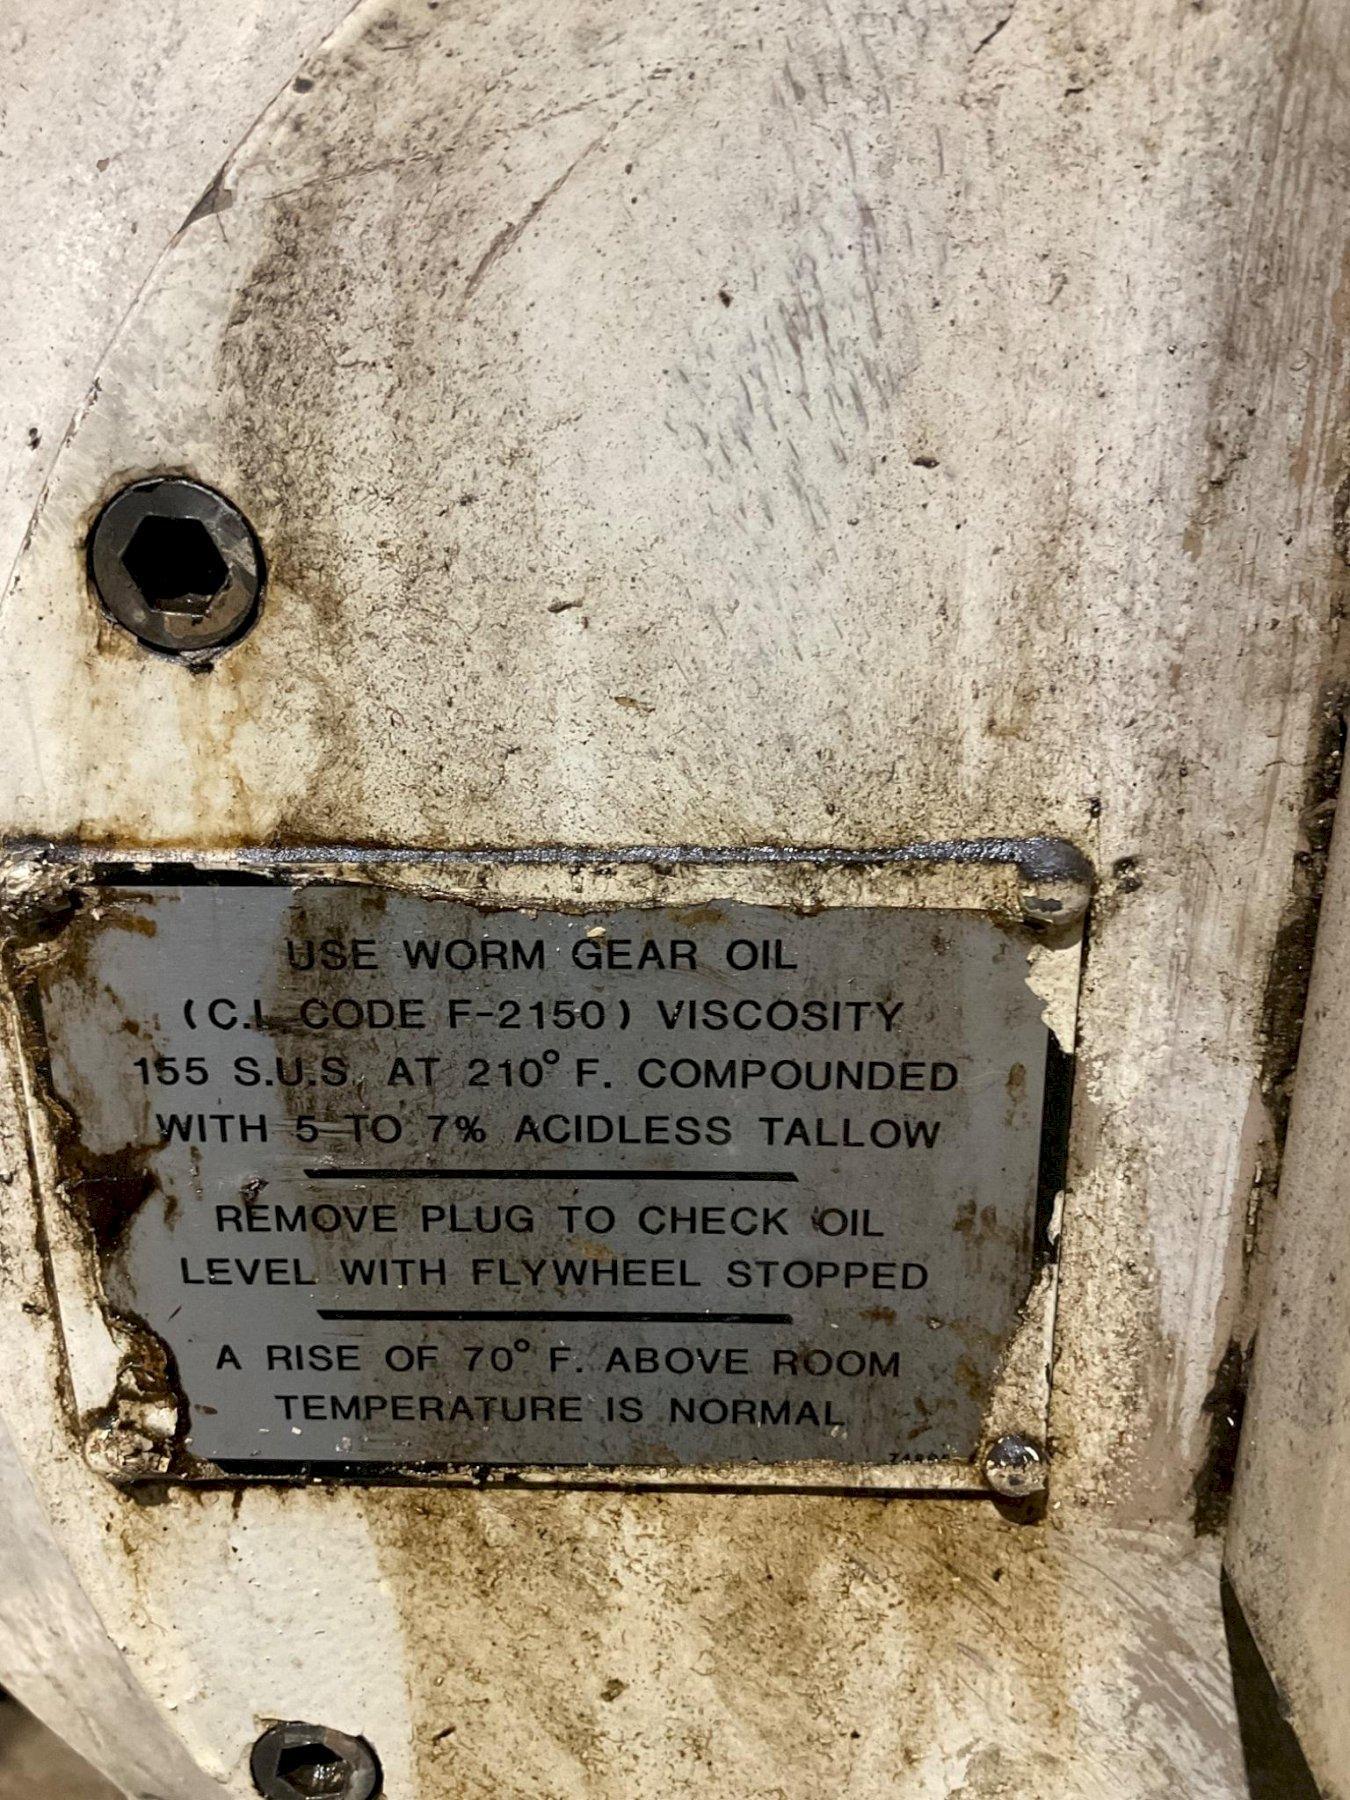 USE WORM GEAR OIL
(C.I. CODE F-2150) VISCOSITY
155 S.U.S. AT 210°F. COMPOUNDED
WITH 5 TO 7% ACIDLESS TALLOW
REMOVE PLUG TO CHECK OIL
LEVEL WITH FLYWHEEL STOPPED
A RISE OF 70°F. ABOVE ROOM
TEMPERATURE IS NORMAL